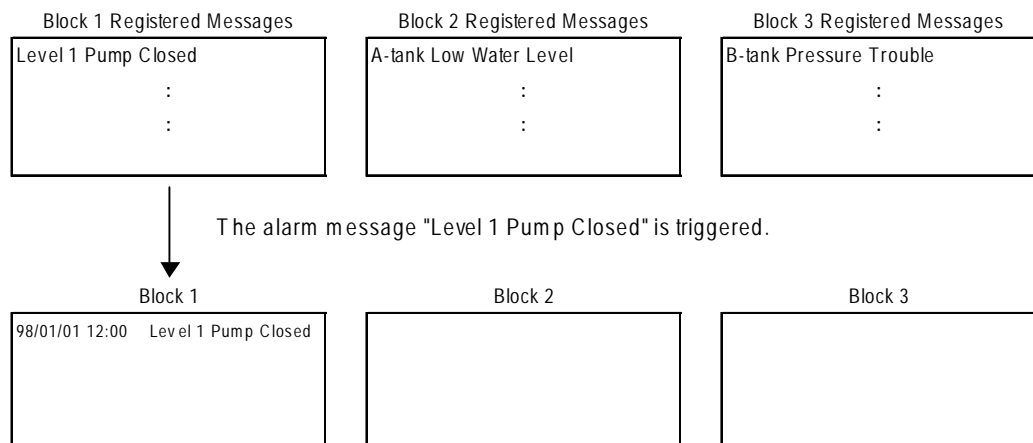 Block 1 Registered Messages
Block 2 Registered Messages
Block 3 Registered Messages
Level 1 Pump Closed
:
:
A-tank Low Water Level
:
:
B-tank Pressure Trouble
:
:
The alarm message "Level 1 Pump Closed" is triggered.
Block 1
Block 2
Block 3
98/01/01 12:00 Level 1 Pump Closed